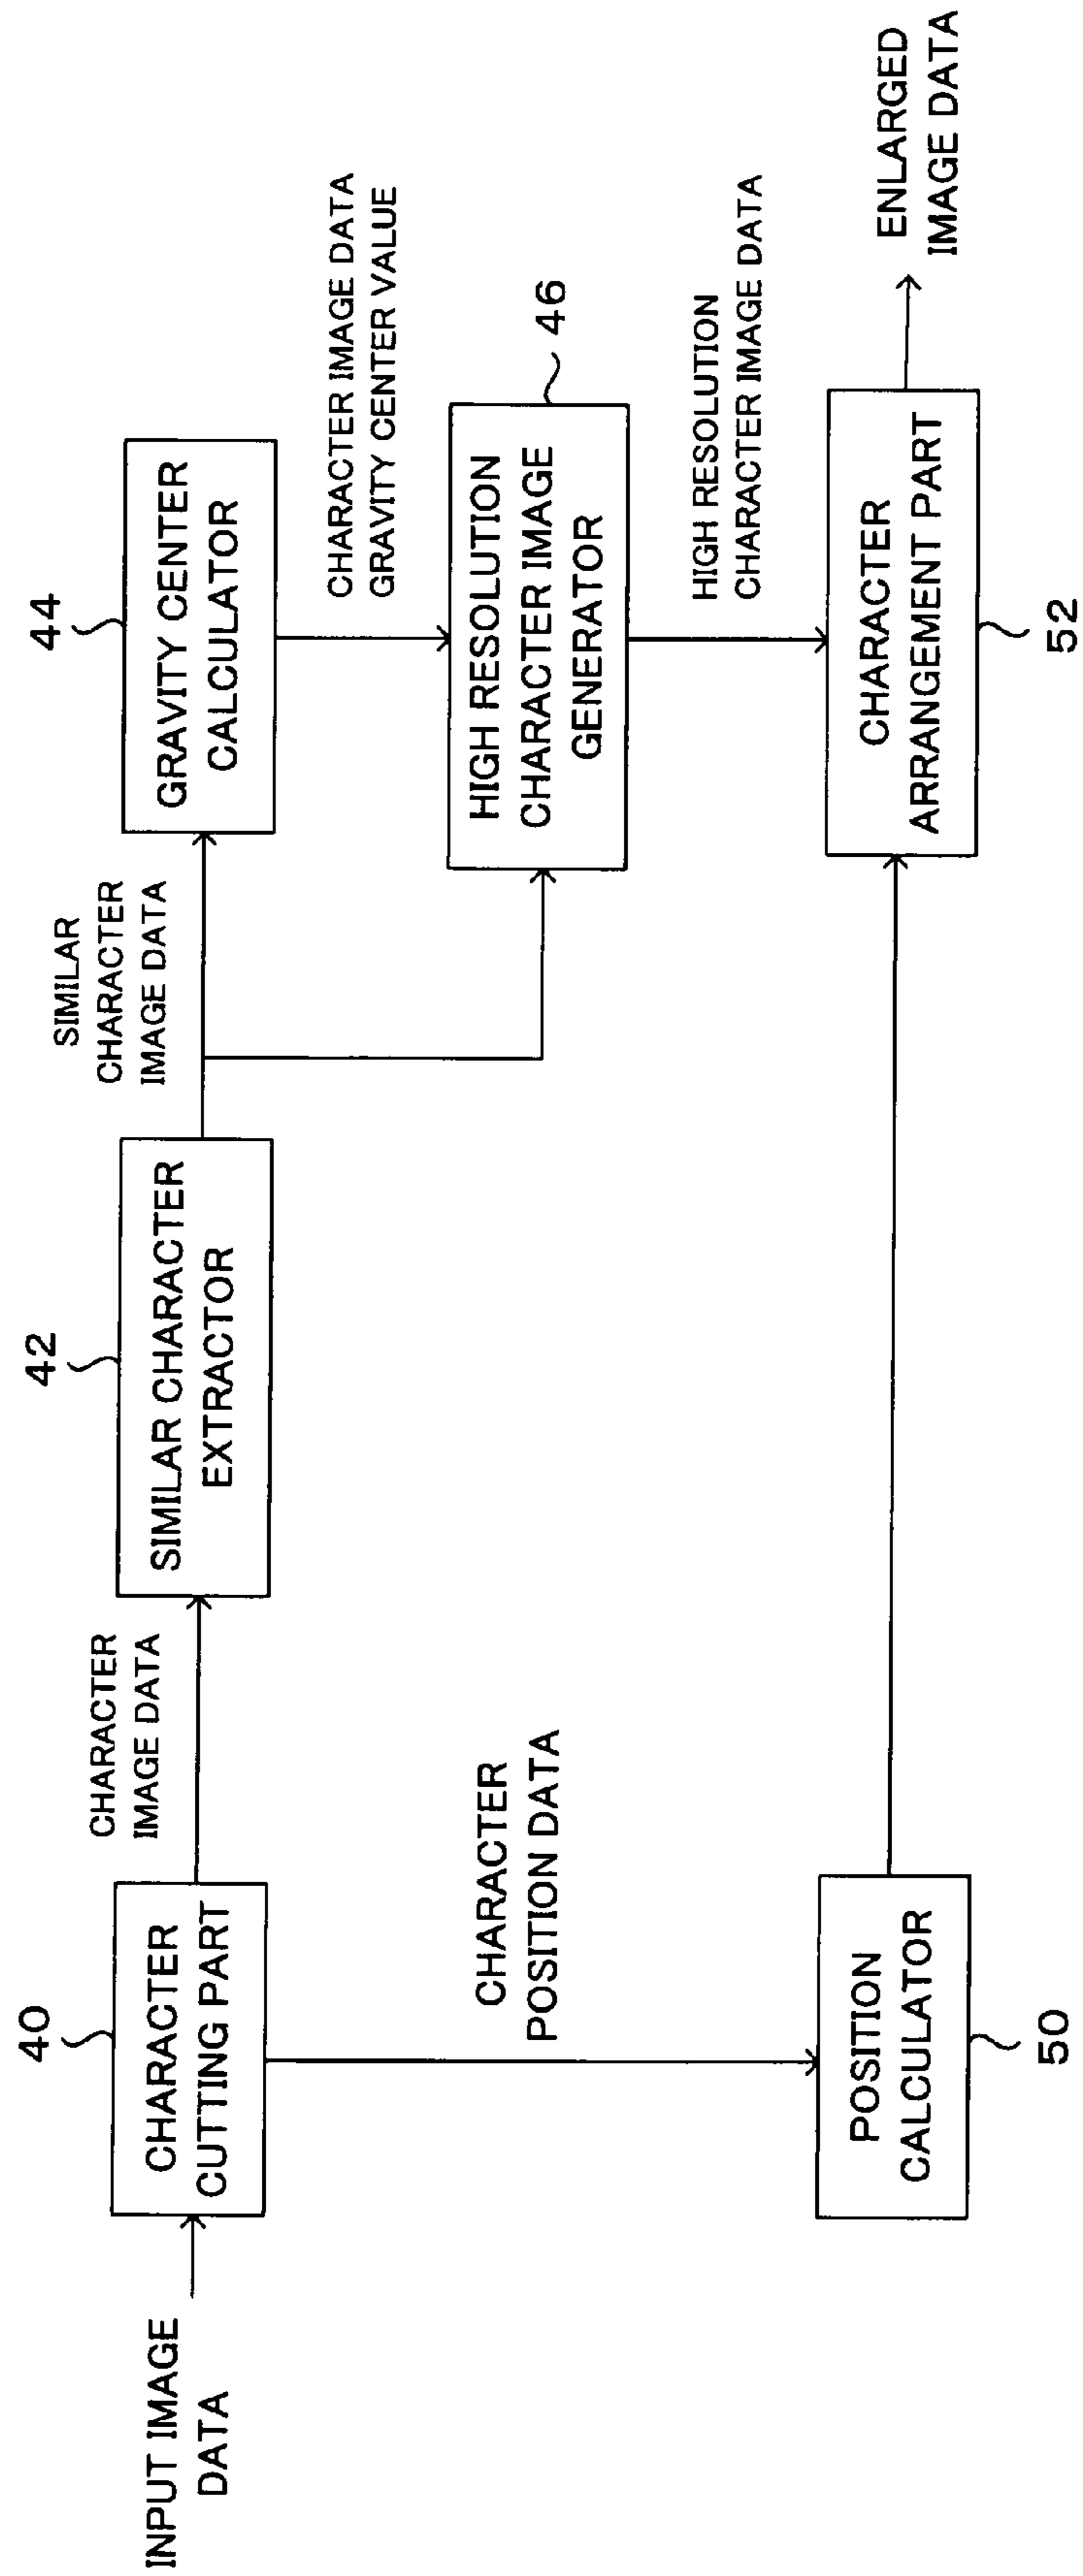 INPUT IMAGE
DATA
40
CHARACTER
CUTTING PART
CHARACTER
IMAGE DATA
42
SIMILAR CHARACTER
EXTRACTOR
SIMILAR
CHARACTER
IMAGE DATA
44
GRAVITY CENTER
CALCULATOR
CHARACTER IMAGE DATA
GRAVITY CENTER VALUE
HIGH RESOLUTION
CHARACTER IMAGE
GENERATOR
46
HIGH RESOLUTION
CHARACTER IMAGE DATA
CHARACTER
POSITION DATA
POSITION
CALCULATOR
50
CHARACTER
ARRANGEMENT PART
52
ENLARGED
IMAGE DATA